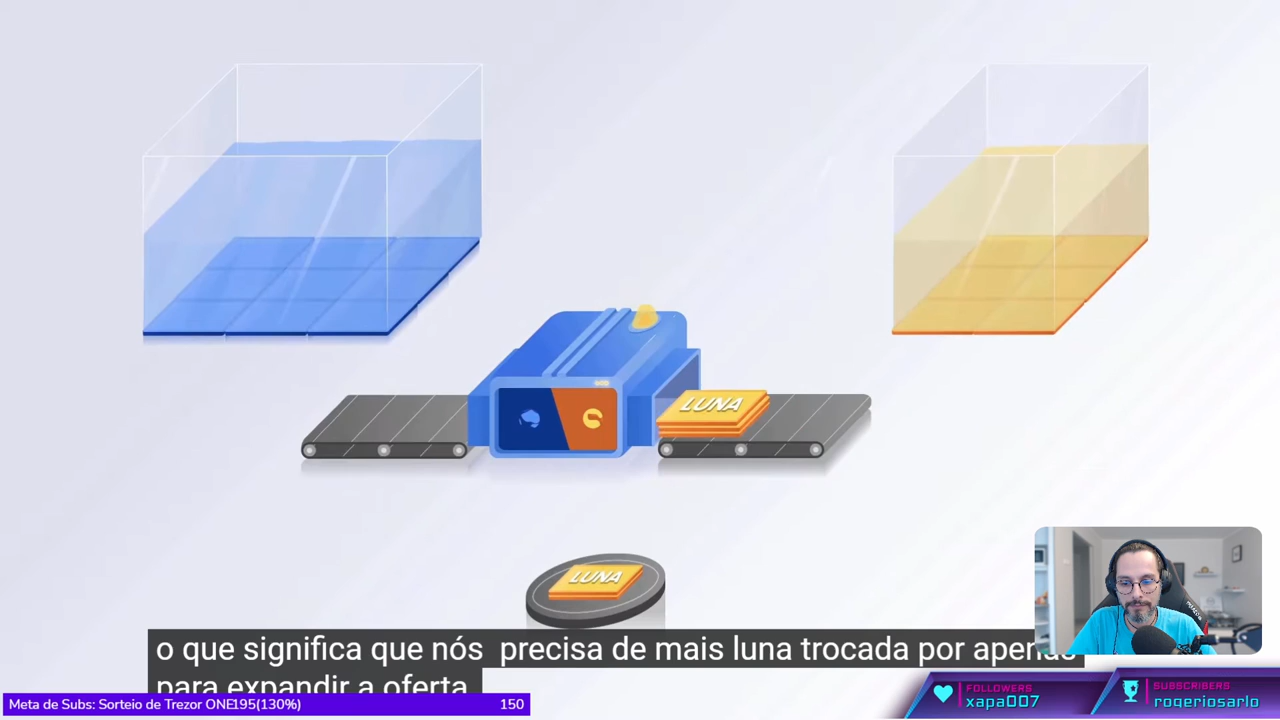 LUNA
LUNA
o que significa que nós precisa de mais luna trocada por apenas
para expandir a oferta
Meta de Subs: Sorteio de Trezor ONE195(130%) 150
FOLLOWERS
xapa007
SUBSCRIBERS
rogeriosarlo